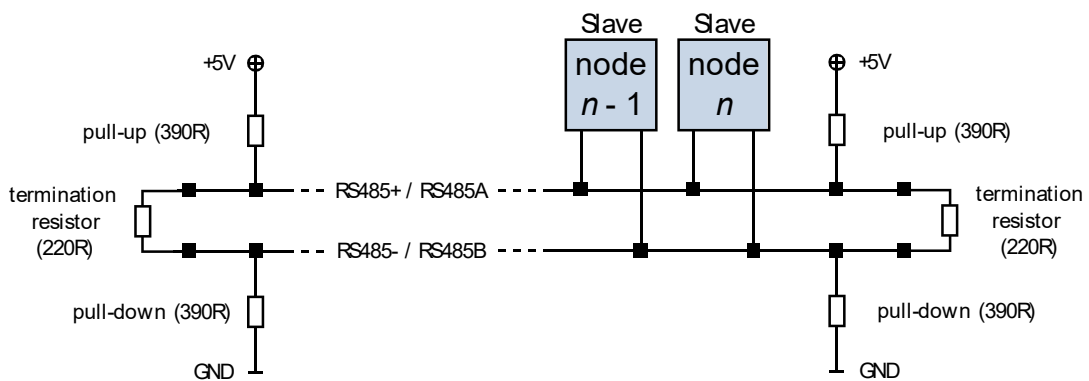 Slave
Slave
+5V
node
n - 1
node
n
+5V
pull-up (390R)
pull-up (390R)
termination
resistor
(220R)
RS485+ / RS485A
termination
resistor
(220R)
RS485- / RS485B
pull-down (390R)
pull-down (390R)
GND
GND